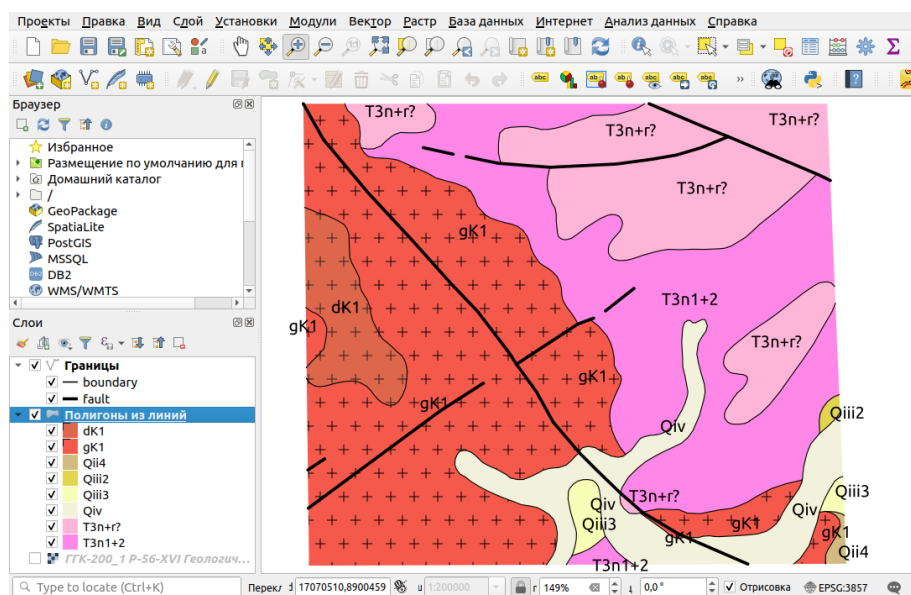 Проекты Правка Вид Слой Установки Модули Вектор Растр База данных Интернет Анализ данных Справка
abc
abc
Браузер
Избранное
Размещение по умолчанию для
Домашний каталог
/
GeoPackage
SpatiaLite
PostGIS
MSSQL
DB2
WMS/WMTS
Слои
Границы
boundary
fault
Полигоны из линий
dK1
gK1
Qii4
Qiii2
Qiii3
Qiv
T3n+r?
T3n1+2
ГГК-200_1 P-56-XVI Геологич...
T3n+r?
T3n+r?
T3n+r?
T3n+r?
gK1
T3n1+2
dK1
gK1
T3n+r?
gK1
gK1
Qiii2
Qiv
Qiii3
T3n+r?
Qiv
Qiv
Qiii3
gK1
gK1
gK1
Qii4
T3n1+2
Type to locate (Ctrl+K) Перек 17070510,8900459 1:200000 149% 0,0° Отрисовка EPSG:3857